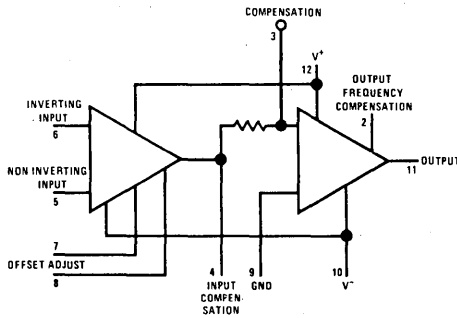 COMPENSATION
3
V+
12
OUTPUT
FREQUENCY
COMPENSATION
2
INVERTING
INPUT
6
OUTPUT
11
NON INVERTING
INPUT
5
7
OFFSET ADJUST
8
4 INPUT
COMPEN-
SATION
9 GND
10
V-